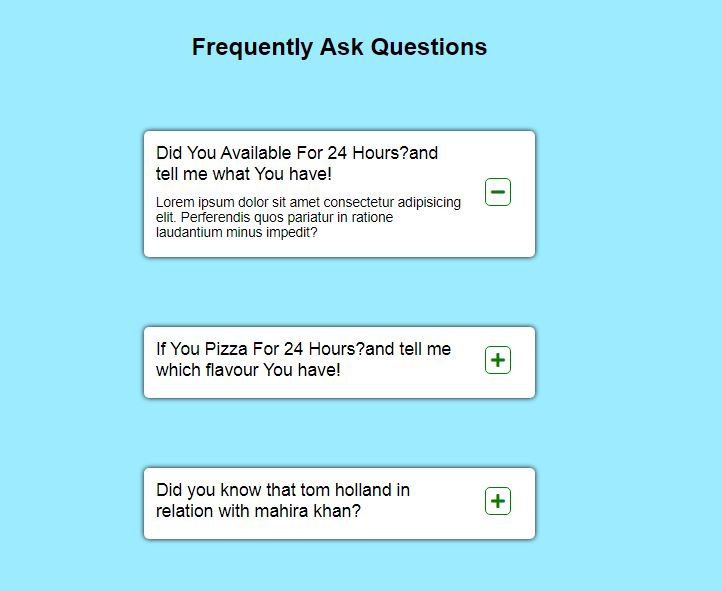 Frequently Ask Questions
Did You Available For 24 Hours?and
tell me what You have!
Lorem ipsum dolor sit amet consectetur adipisicing
elit. Perferendis quos pariatur in ratione
laudantium minus impedit?
If You Pizza For 24 Hours?and tell me
which flavour You have!
Did you know that tom holland in
relation with mahira khan?